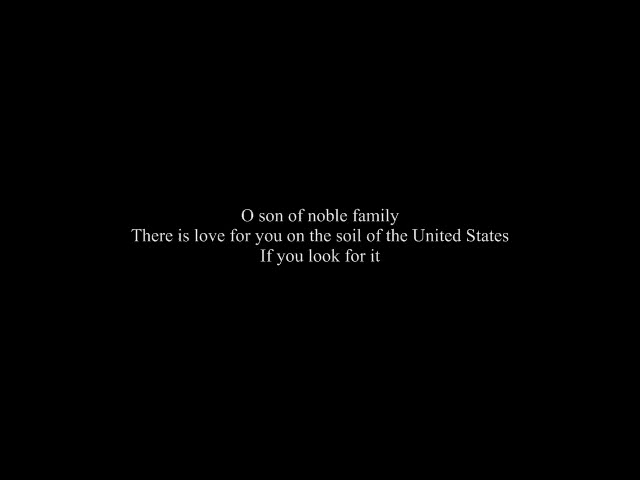 O son of noble family
There is love for you on the soil of the United States
If you look for it